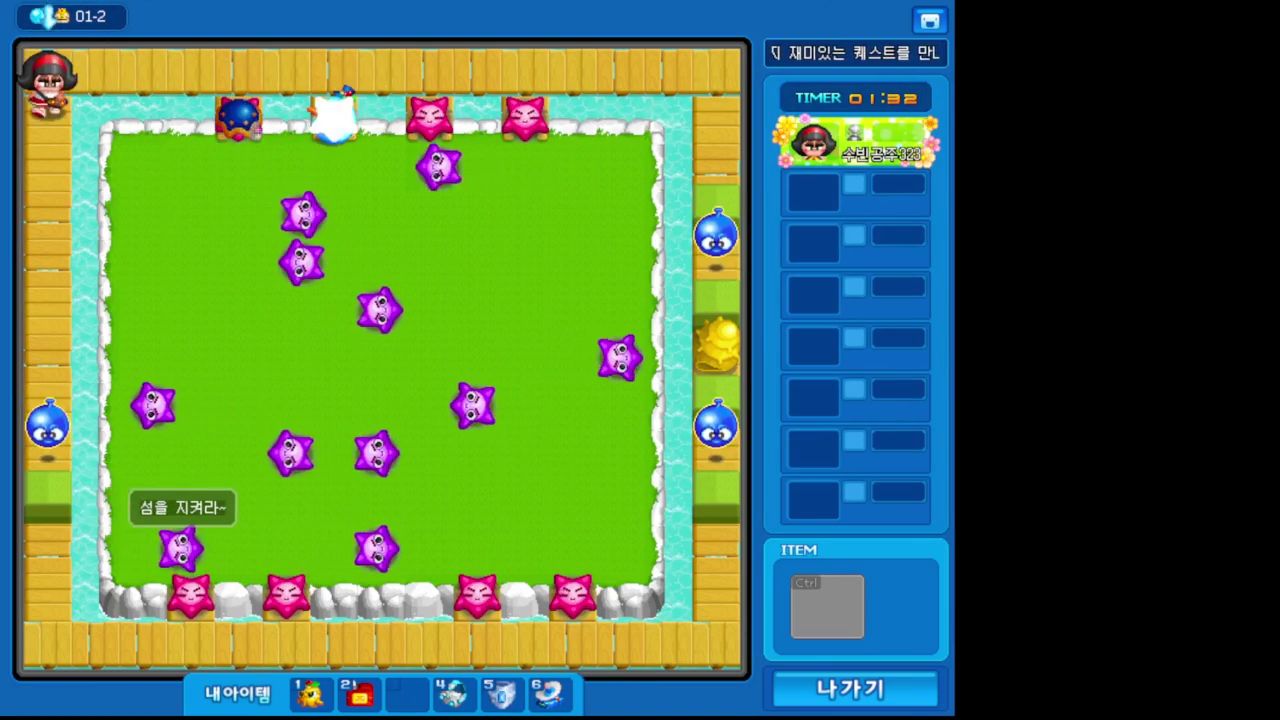 01-2
재미있는 퀘스트를 만
TIMER 01:32
수빈공주323
섬을 지켜라~
ITEM
Ctrl
내아이템
1 2 4 5 6
나가기